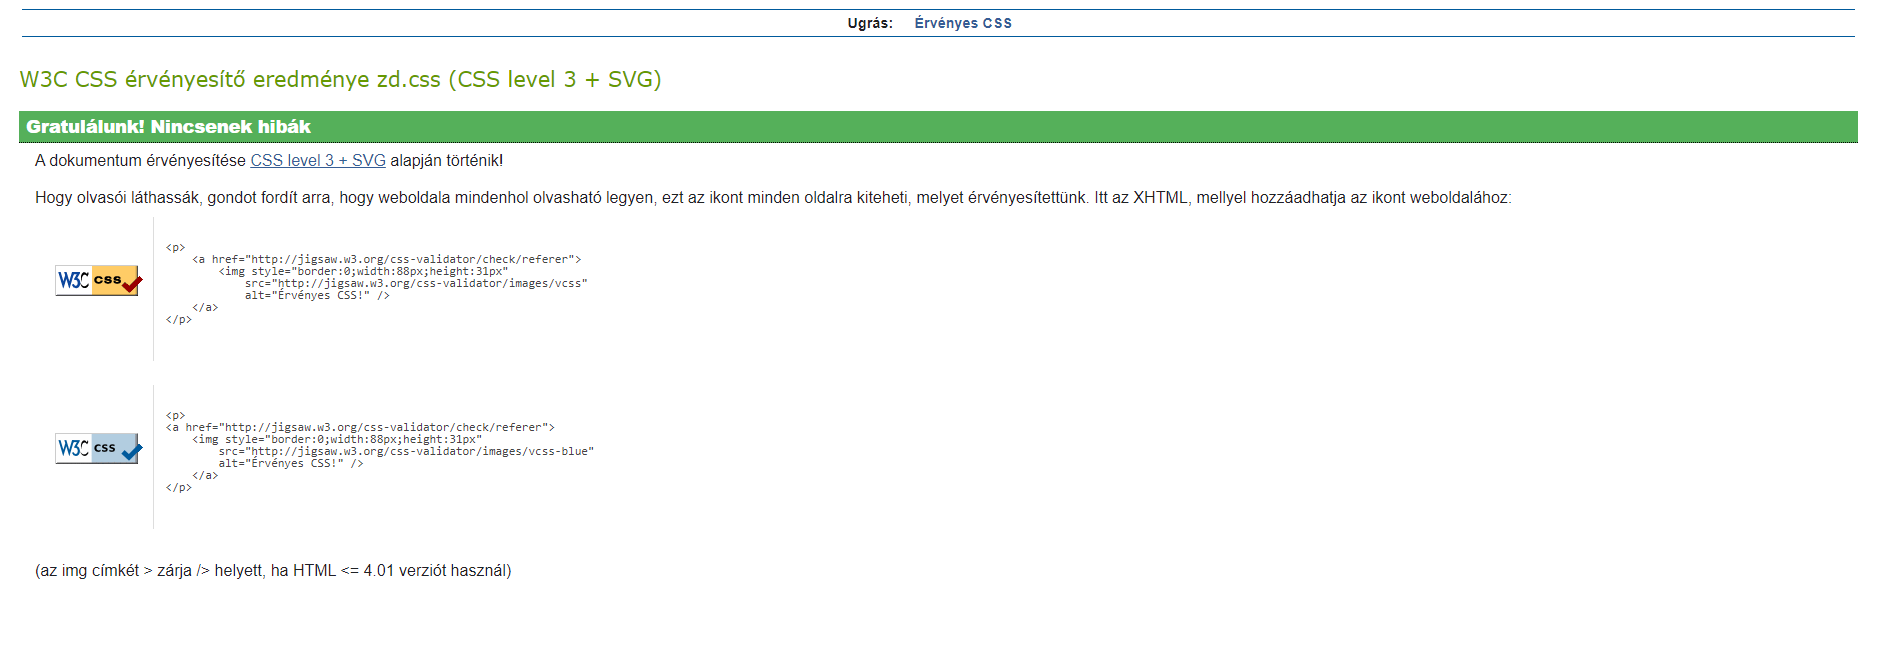 Ugrás: Érvényes CSS
W3C CSS érvényesítő eredménye zd.css (CSS level 3 + SVG)
Gratulálunk! Nincsenek hibák
A dokumentum érvényesítése CSS level 3 + SVG alapján történik!
Hogy olvasói láthassák, gondot fordít arra, hogy weboldala mindenhol olvasható legyen, ezt az ikont minden oldalra kiteheti, melyet érvényesítettünk. Itt az XHTML, mellyel hozzáadhatja az ikont weboldalához:
W3C css
<p>
<a href="http://jigsaw.w3.org/css-validator/check/referer">
<img style="border:0;width:88px;height:31px"
src="http://jigsaw.w3.org/css-validator/images/vcss"
alt="Érvényes CSS!" />
</a>
</p>
W3C css
<p>
<a href="http://jigsaw.w3.org/css-validator/check/referer">
<img style="border:0;width:88px;height:31px"
src="http://jigsaw.w3.org/css-validator/images/vcss-blue"
alt="Érvényes CSS!" />
</a>
</p>
(az img címkét > zárja /> helyett, ha HTML <= 4.01 verziót használ)